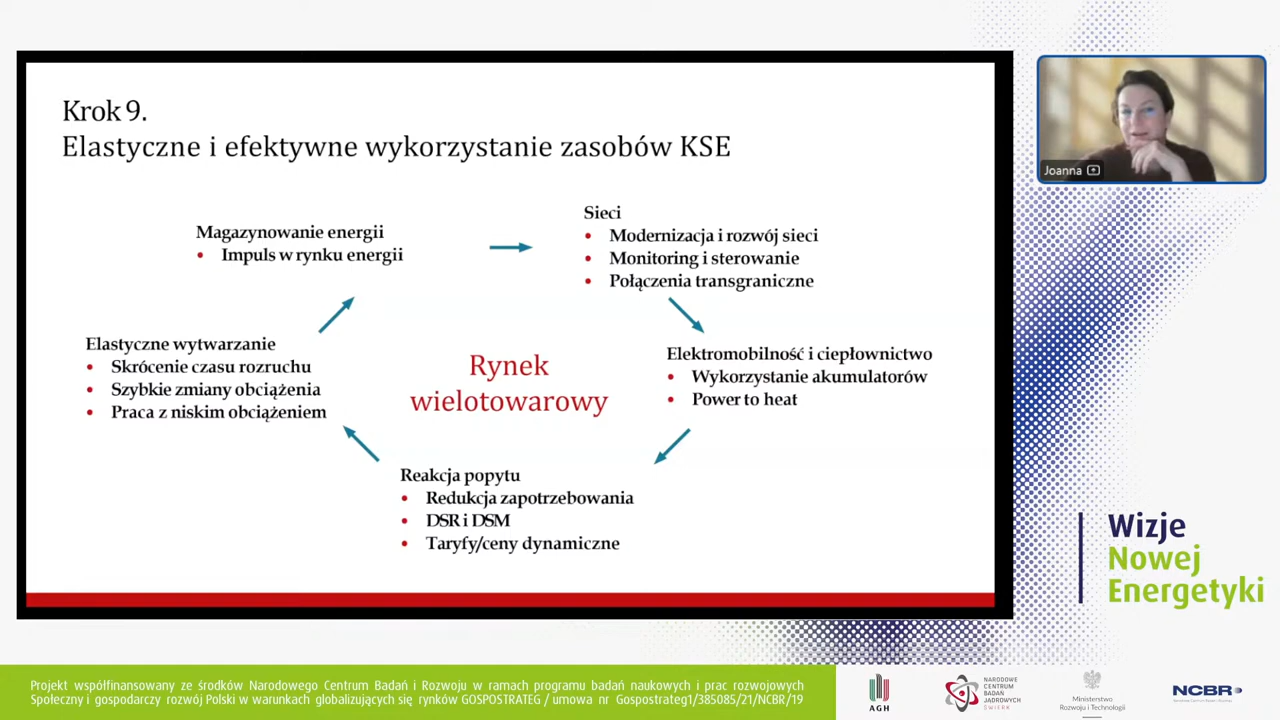 Krok 9.
Elastyczne i efektywne wykorzystanie zasobów KSE
Magazynowanie energii
• Impuls w rynku energii
Sieci
• Modernizacja i rozwój sieci
• Monitoring i sterowanie
• Połączenia transgraniczne
Elastyczne wytwarzanie
• Skrócenie czasu rozruchu
• Szybkie zmiany obciążenia
• Praca z niskim obciążeniem
Rynek
wielotowarowy
Elektromobilność i ciepłownictwo
• Wykorzystanie akumulatorów
• Power to heat
Reakcja popytu
• Redukcja zapotrzebowania
• DSR i DSM
• Taryfy/ceny dynamiczne
Joanna
Wizje
Nowej
Energetyki
Projekt współfinansowany ze środków Narodowego Centrum Badań i Rozwoju w ramach programu badań naukowych i prac rozwojowych
Społeczny i gospodarczy rozwój Polski w warunkach globalizujących się rynków GOSPOSTRATEG / umowa nr Gospostrateg1/385085/21/NCBR/19
AGH
NARODOWE
CENTRUM
BADAŃ
JĄDROWYCH
ŚWIERK
Ministerstwo
Rozwoju i Technologii
NCBR